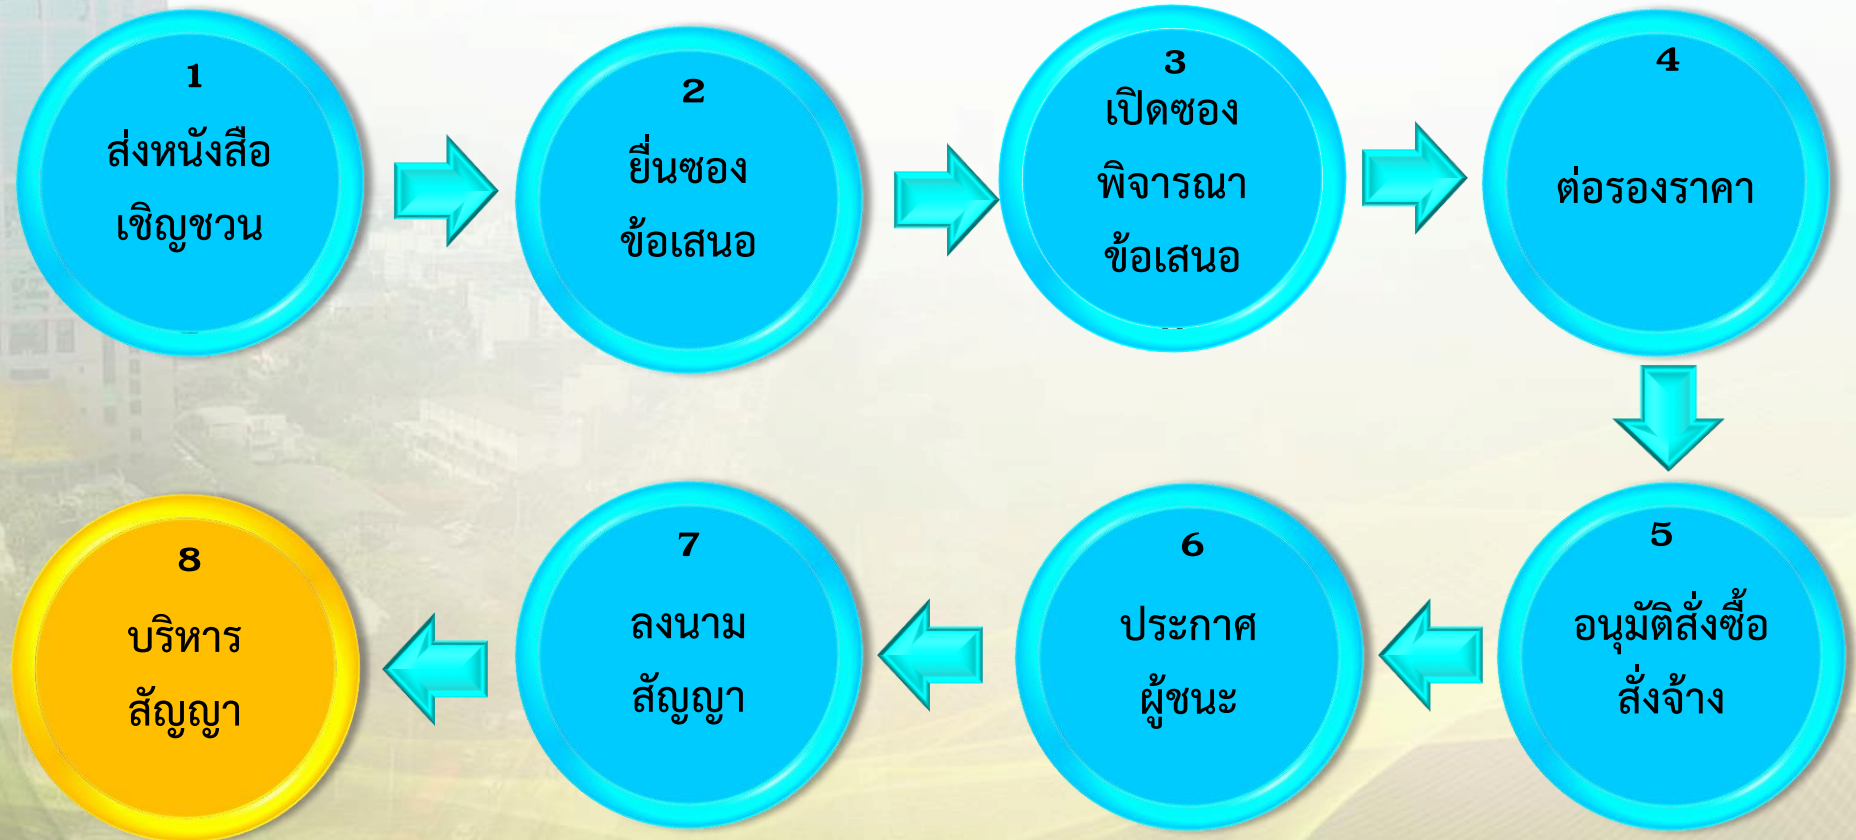 1
ส่งหนังสือ
เชิญชวน
2
ยื่นซอง
ข้อเสนอ
3
เปิดซอง
พิจารณา
ข้อเสนอ
4
ต่อรองราคา
5
อนุมัติสั่งซื้อ
สั่งจ้าง
6
ประกาศ
ผู้ชนะ
7
ลงนาม
สัญญา
8
บริหาร
สัญญา